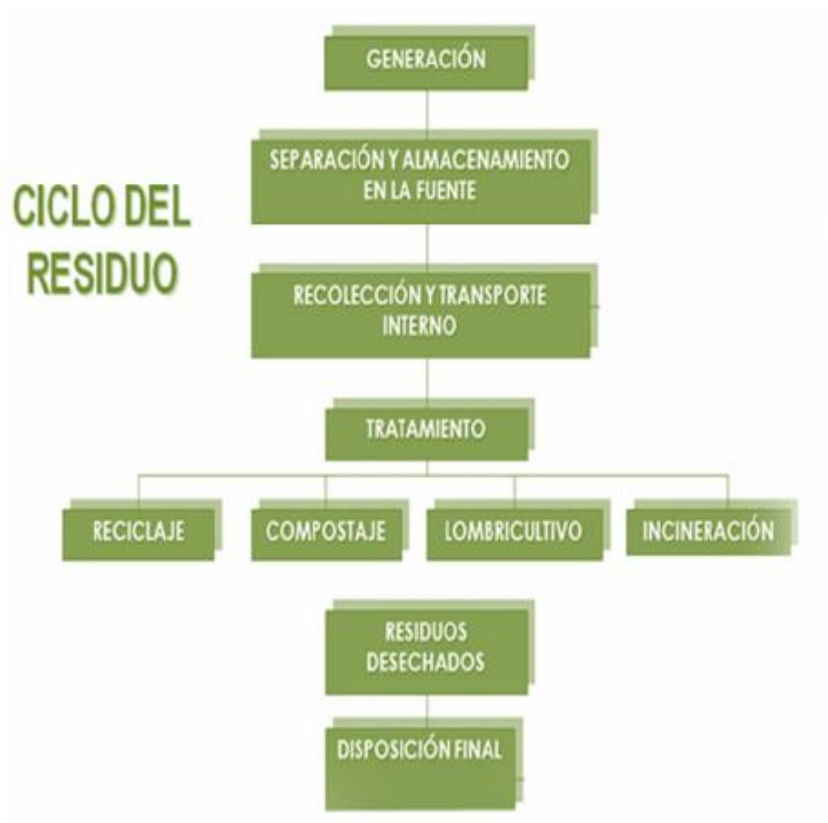 GENERACIÓN
SEPARACIÓN Y ALMACENAMIENTO
EN LA FUENTE
CICLO DEL
RESIDUO
RECOLECCIÓN Y TRANSPORTE
INTERNO
TRATAMIENTO
RECICLAJE
COMPOSTAJE
LOMBRICULTIVO
INCINERACIÓN
RESIDUOS
DESECHADOS
DISPOSICIÓN FINAL